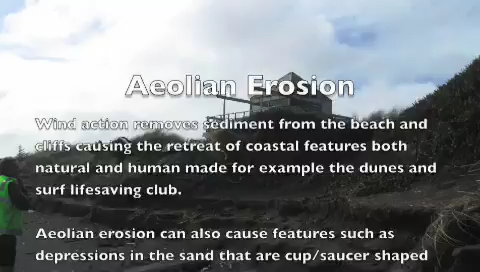 Aeolian Erosion
Wind action removes sediment from the beach and
cliffs causing the retreat of coastal features both
natural and human made for example the dunes and
surf lifesaving club.
Aeolian erosion can also cause features such as
depressions in the sand that are cup/saucer shaped